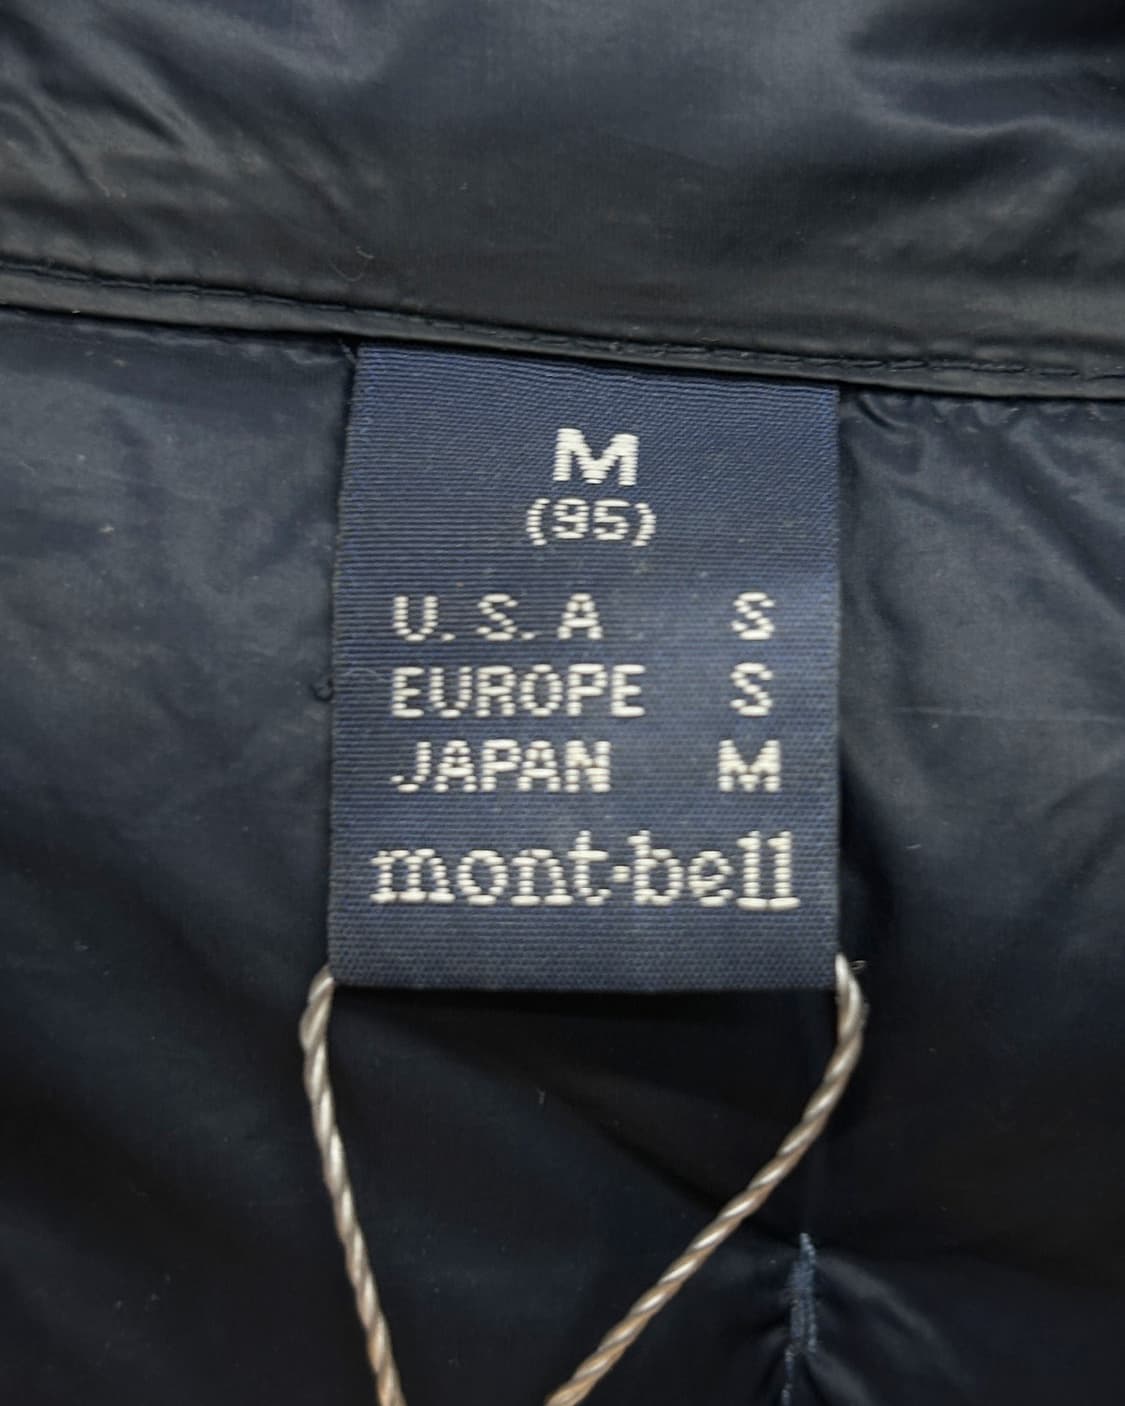 M
(95)
U.S.A S
EUROPE S
JAPAN M
mont-bell